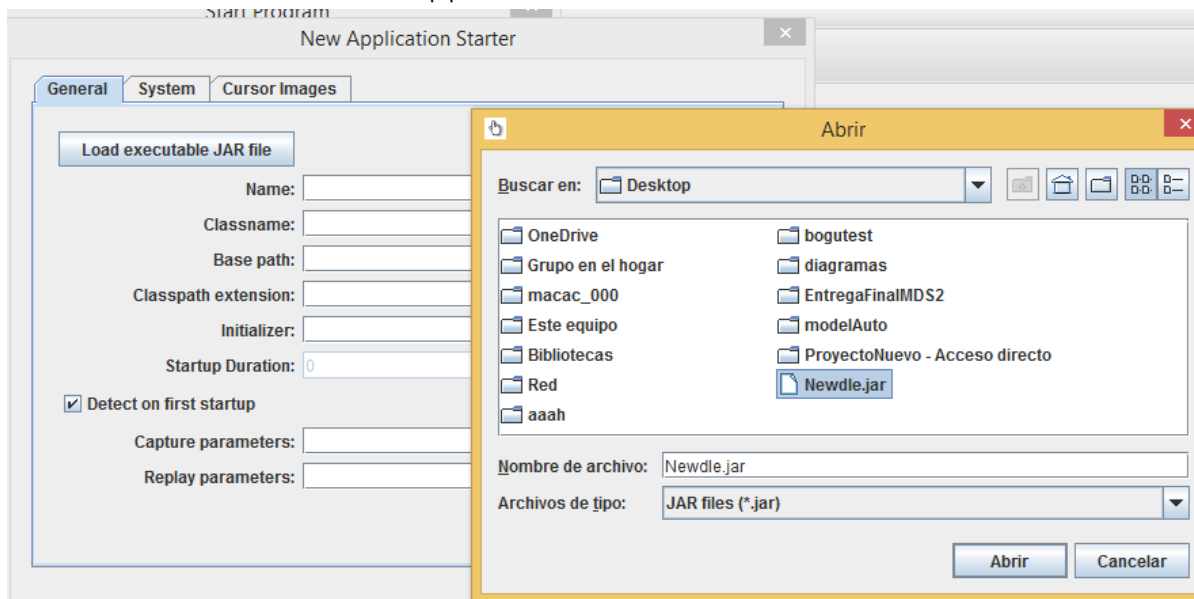 Start Program
New Application Starter
General System Cursor Images
Load executable JAR file
Name:
Classname:
Base path:
Classpath extension:
Initializer:
Startup Duration: 0
Detect on first startup
Capture parameters:
Replay parameters:
Abrir
Buscar en: Desktop
OneDrive
Grupo en el hogar
macac_000
Este equipo
Bibliotecas
Red
aaah
bogutest
diagramas
EntregaFinalMDS2
modelAuto
ProyectoNuevo - Acceso directo
Newdle.jar
Nombre de archivo: Newdle.jar
Archivos de tipo: JAR files (*.jar)
Abrir Cancelar